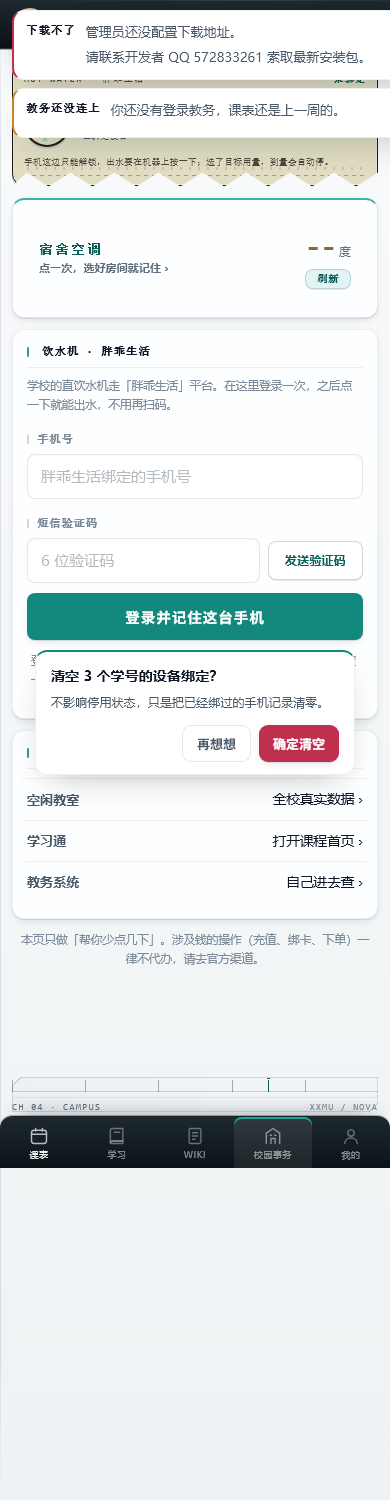 下载不了
管理员还没配置下载地址。
请联系开发者 QQ 572833261 索取最新安装包。
教务还没连上
你还没有登录教务，课表还是上一周的。
手机这边只能解锁，出水要在机器上按一下；选了目标用量，到量会自动停。
宿舍空调
点一次，选好房间就记住 ›
-- 度
刷新
饮水机 · 胖乖生活
学校的直饮水机走「胖乖生活」平台。在这里登录一次，之后点
一下就能出水，不用再扫码。
手机号
胖乖生活绑定的手机号
短信验证码
6 位验证码
发送验证码
登录并记住这台手机
清空 3 个学号的设备绑定?
不影响停用状态，只是把已经绑过的手机记录清零。
再想想
确定清空
空闲教室
全校真实数据 ›
学习通
打开课程首页 ›
教务系统
自己进去查 ›
本页只做「帮你少点几下」。涉及钱的操作（充值、绑卡、下单）一
律不代办，请去官方渠道。
CH 04 · CAMPUS
XXMU / NOVA
课表
学习
WIKI
校园事务
我的